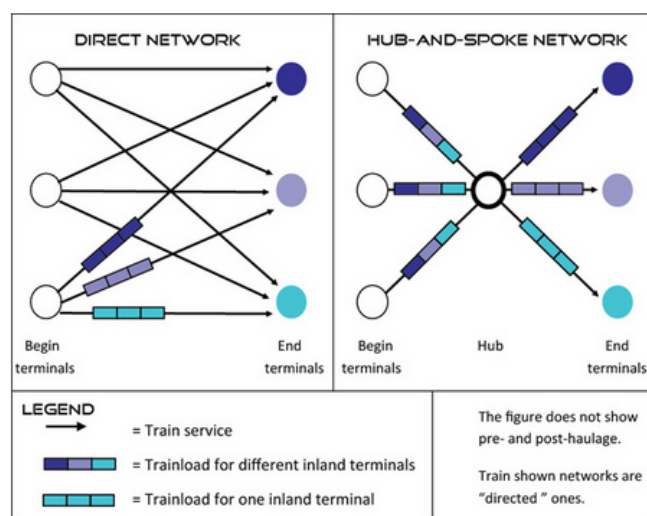 DIRECT NETWORK
Begin
terminals
End
terminals
HUB-AND-SPOKE NETWORK
Begin
terminals
Hub
End
terminals
LEGEND
= Train service
= Trainload for different inland terminals
= Trainload for one inland terminal
The figure does not show
pre- and post-haulage.
Train shown networks are
“directed ” ones.